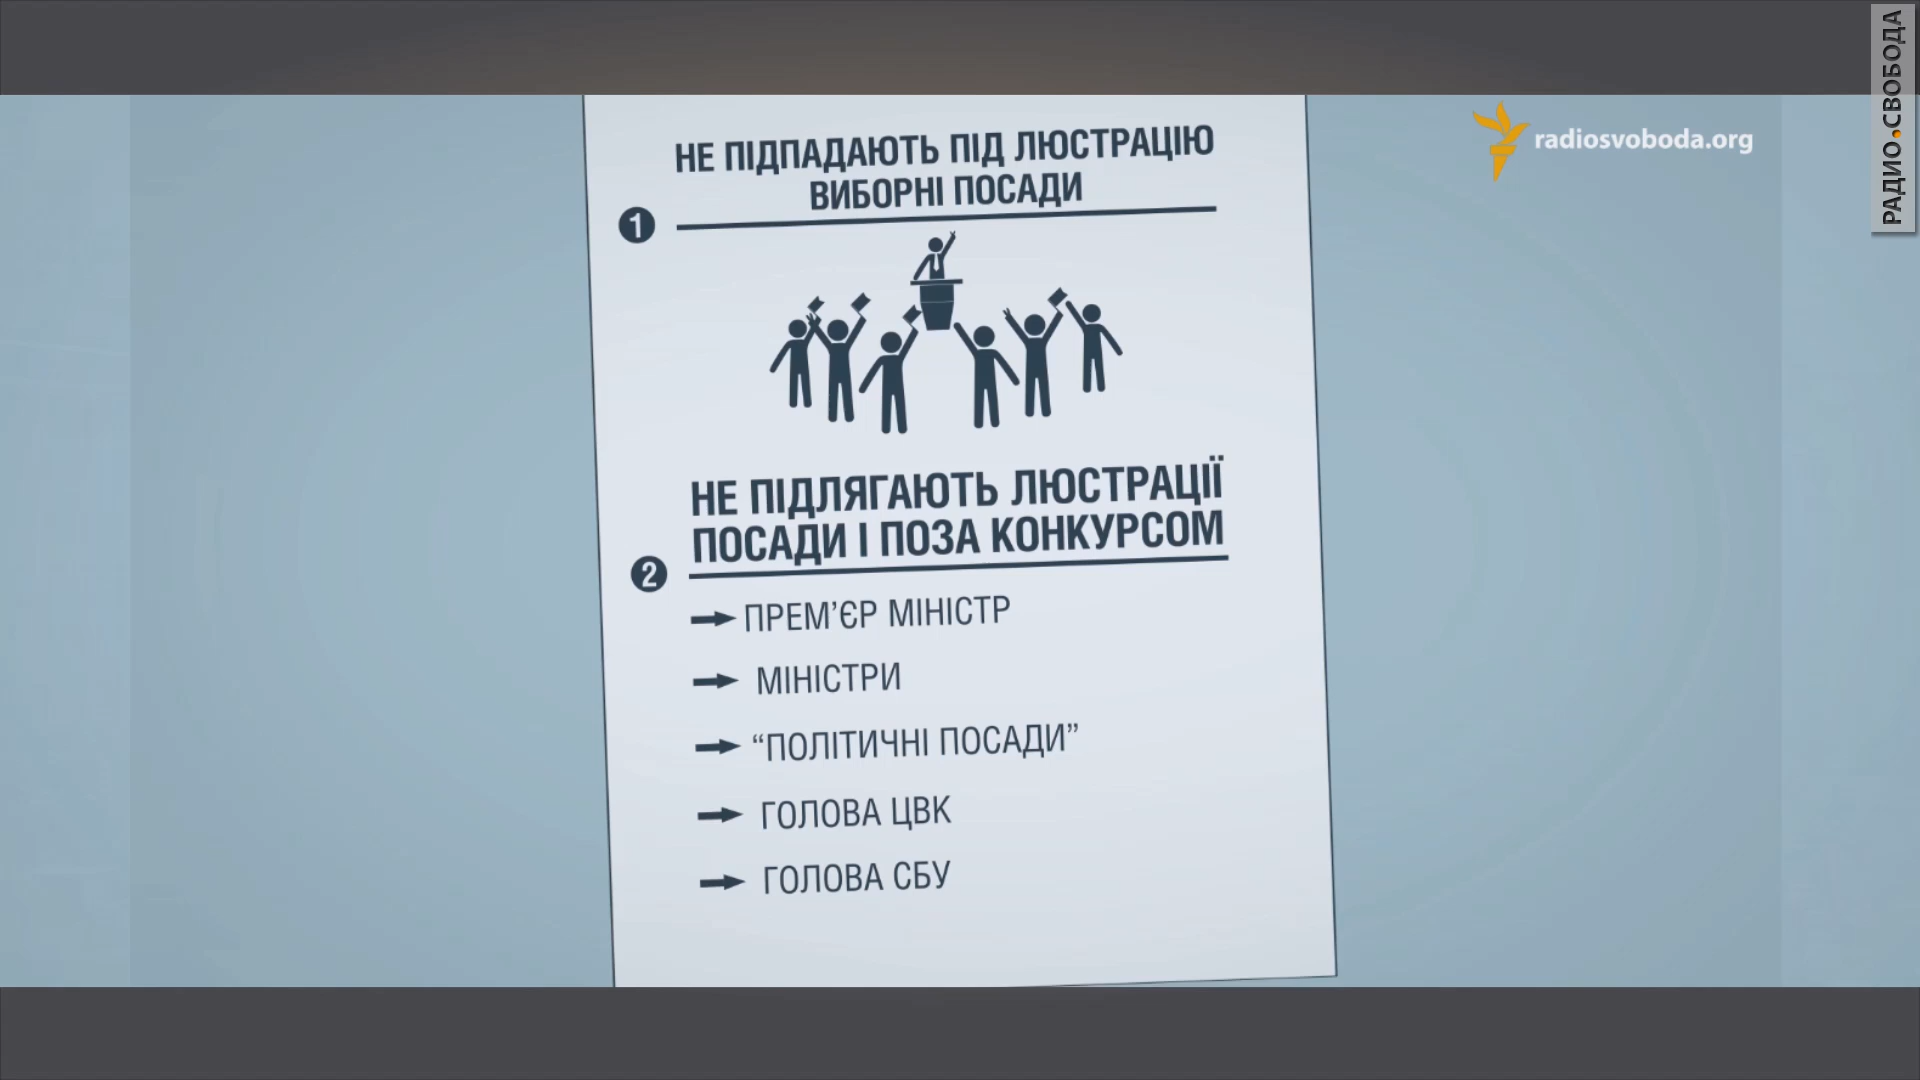 НЕ ПІДПАДАЮТЬ ПІД ЛЮСТРАЦІЮ
ВИБОРНІ ПОСАДИ
1
НЕ ПІДЛЯГАЮТЬ ЛЮСТРАЦІЇ
ПОСАДИ І ПОЗА КОНКУРСОМ
2
ПРЕМ’ЄР МІНІСТР
МІНІСТРИ
“ПОЛІТИЧНІ ПОСАДИ”
ГОЛОВА ЦВК
ГОЛОВА СБУ
radiosvoboda.org
РАДИО СВОБОДА